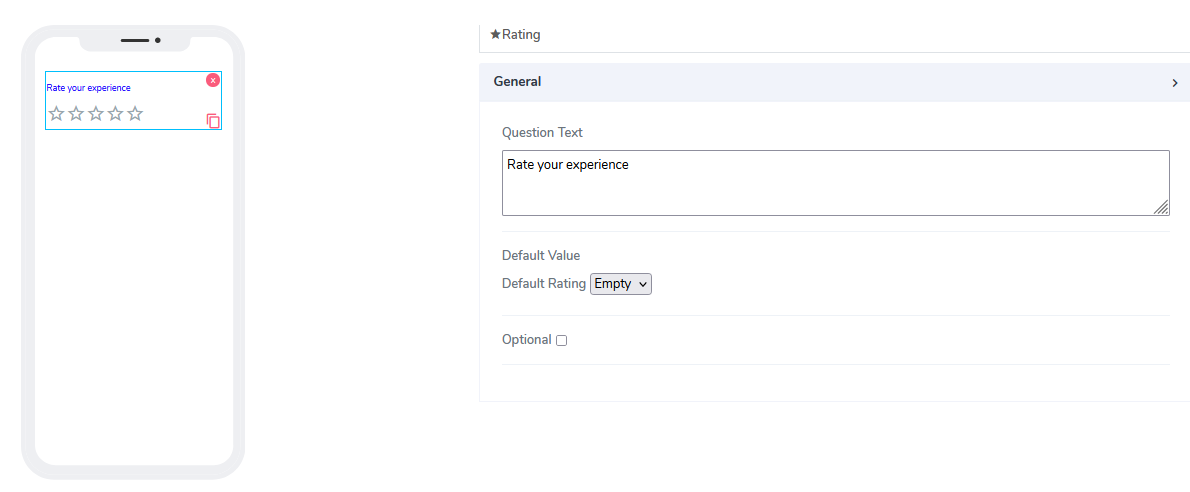 Rate your experience
Rating
General
Question Text
Rate your experience
Default Value
Default Rating Empty
Optional